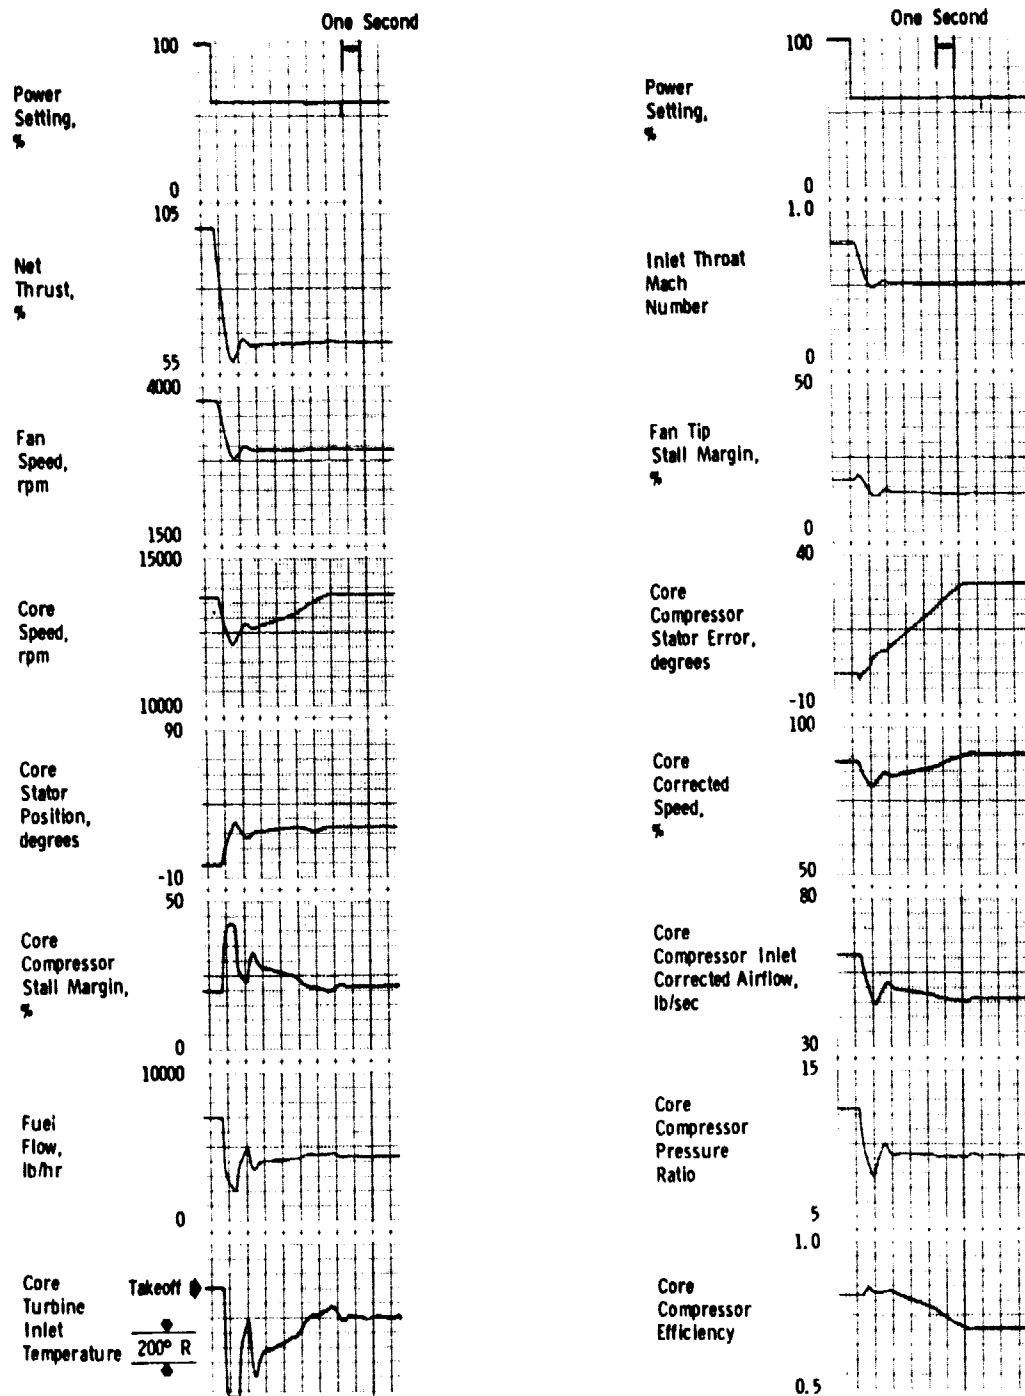 One Second
100
Power
Setting,
%
0
105
Net
Thrust,
%
55
4000
Fan
Speed,
rpm
1500
15000
Core
Speed,
rpm
10000
90
Core
Stator
Position,
degrees
-10
50
Core
Compressor
Stall Margin,
%
0
10000
Fuel
Flow,
lb/hr
0
Core
Turbine
Inlet
Temperature
Takeoff
200° R
One Second
100
Power
Setting,
%
0
1.0
Inlet Throat
Mach
Number
0
50
Fan Tip
Stall Margin,
%
0
40
Core
Compressor
Stator Error,
degrees
-10
100
Core
Corrected
Speed,
%
50
80
Core
Compressor Inlet
Corrected Airflow,
lb/sec
30
15
Core
Compressor
Pressure
Ratio
5
1.0
Core
Compressor
Efficiency
0.5